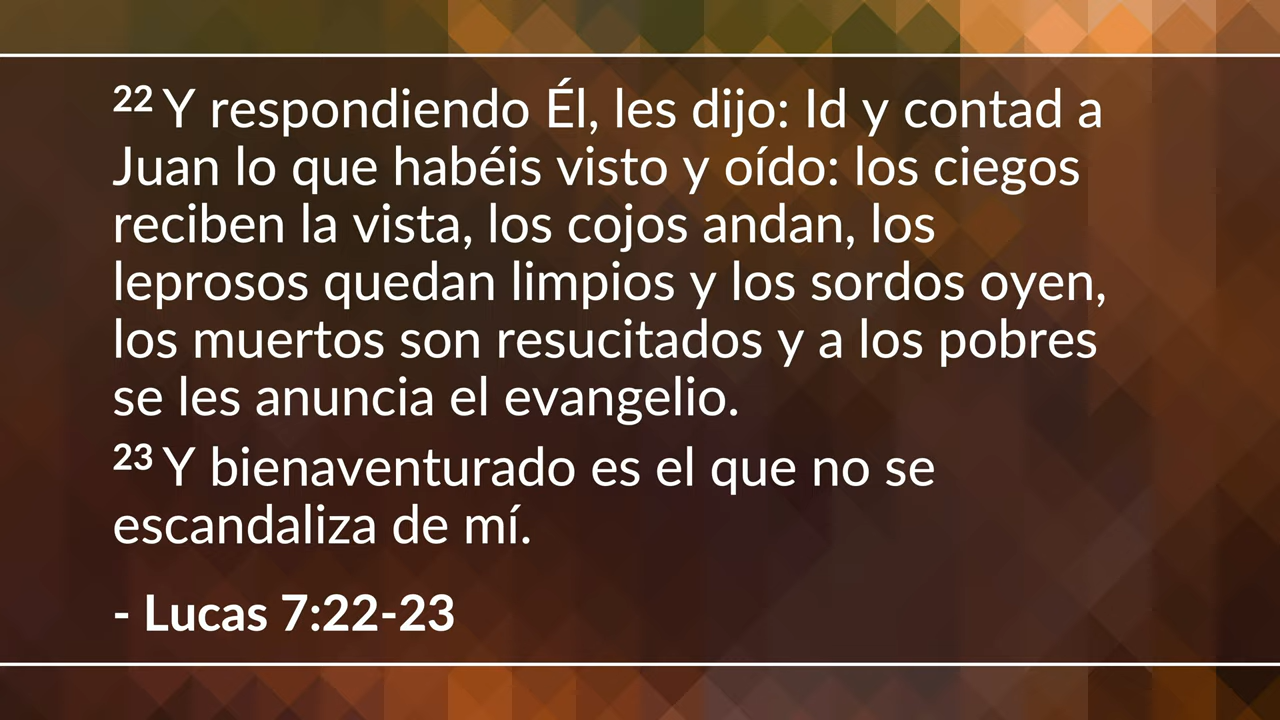 22 Y respondiendo Él, les dijo: Id y contad a
Juan lo que habéis visto y oído: los ciegos
reciben la vista, los cojos andan, los
leprosos quedan limpios y los sordos oyen,
los muertos son resucitados y a los pobres
se les anuncia el evangelio.
23 Y bienaventurado es el que no se
escandaliza de mí.
- Lucas 7:22-23